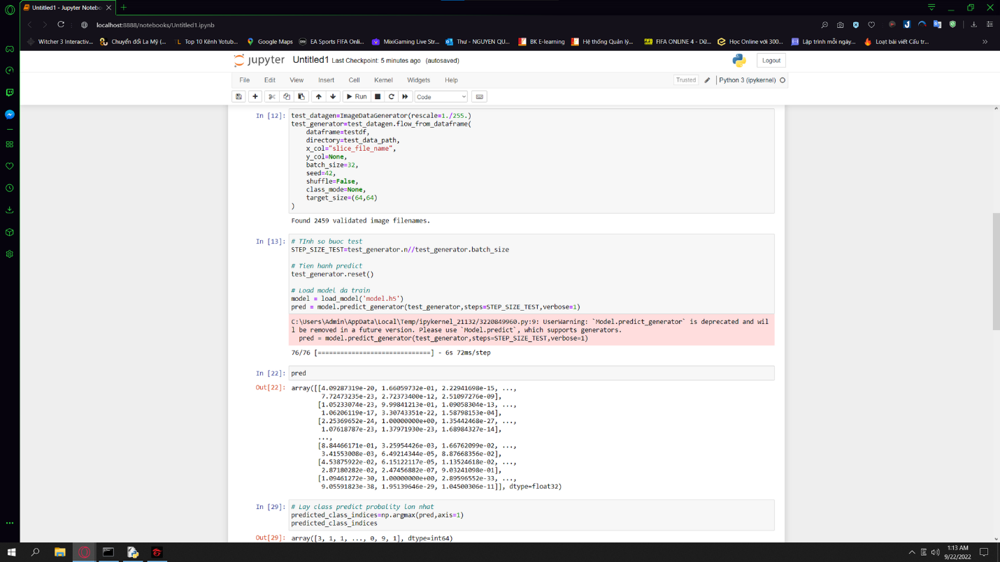 Untitled1 - Jupyter Notebo
localhost:8888/notebooks/Untitled1.ipynb
Witcher 3 Interactiv...
Chuyển đổi La Mỹ (...
TL Top 10 Kênh Yotub...
Google Maps
EA Sports FIFA Onli...
MixiGaming Live Str...
Thư - NGUYEN QU...
BK E-learning
Hệ thống Quản lý...
FIFA ONLINE 4 - Dữ...
Học Online với 300...
Lập trình mỗi ngày...
Loạt bài viết Cấu tr...
jupyter Untitled1 Last Checkpoint: 5 minutes ago (autosaved)
Logout
File Edit View Insert Cell Kernel Widgets Help
Trusted Python 3 (ipykernel)
Run Code
In [12]: test_datagen=ImageDataGenerator(rescale=1./255.)
test_generator=test_datagen.flow_from_dataframe(
dataframe=testdf,
directory=test_data_path,
x_col="slice_file_name",
y_col=None,
batch_size=32,
seed=42,
shuffle=False,
class_mode=None,
target_size=(64,64)
)
Found 2459 validated image filenames.
In [13]: # TInh so buoc test
STEP_SIZE_TEST=test_generator.n//test_generator.batch_size
# Tien hanh predict
test_generator.reset()
# Load model da train
model = load_model('model.h5')
pred = model.predict_generator(test_generator,steps=STEP_SIZE_TEST,verbose=1)
C:\Users\Admin\AppData\Local\Temp/ipykernel_21132/3220849960.py:9: UserWarning: `Model.predict_generator` is deprecated and wil
l be removed in a future version. Please use `Model.predict`, which supports generators.
pred = model.predict_generator(test_generator,steps=STEP_SIZE_TEST,verbose=1)
76/76 [==============================] - 6s 72ms/step
In [22]: pred
Out[22]: array([[4.09287319e-20, 1.66059732e-01, 2.22941698e-15, ...,
7.72473235e-23, 2.72373400e-12, 2.51097276e-09],
[1.05233074e-23, 9.99841213e-01, 1.09058304e-13, ...,
1.06206119e-17, 3.30743351e-22, 1.58798153e-04],
[2.25369652e-24, 1.00000000e+00, 1.35442468e-27, ...,
1.07618787e-23, 1.37971930e-23, 1.68984327e-14],
...,
[8.84466171e-01, 3.25954426e-03, 1.66762099e-02, ...,
3.41553008e-03, 6.49214344e-05, 8.87668356e-02],
[4.53875922e-02, 6.15122117e-05, 1.13524618e-02, ...,
2.87180282e-02, 2.47456882e-07, 9.03241098e-01],
[1.09461272e-30, 1.00000000e+00, 2.89596552e-33, ...,
9.05591823e-38, 1.95139646e-29, 1.04500306e-11]], dtype=float32)
In [29]: # Lay class predict probality lon nhat
predicted_class_indices=np.argmax(pred,axis=1)
predicted_class_indices
Out[29]: array([3, 1, 1, ..., 0, 9, 1], dtype=int64)
1:13 AM
9/22/2022